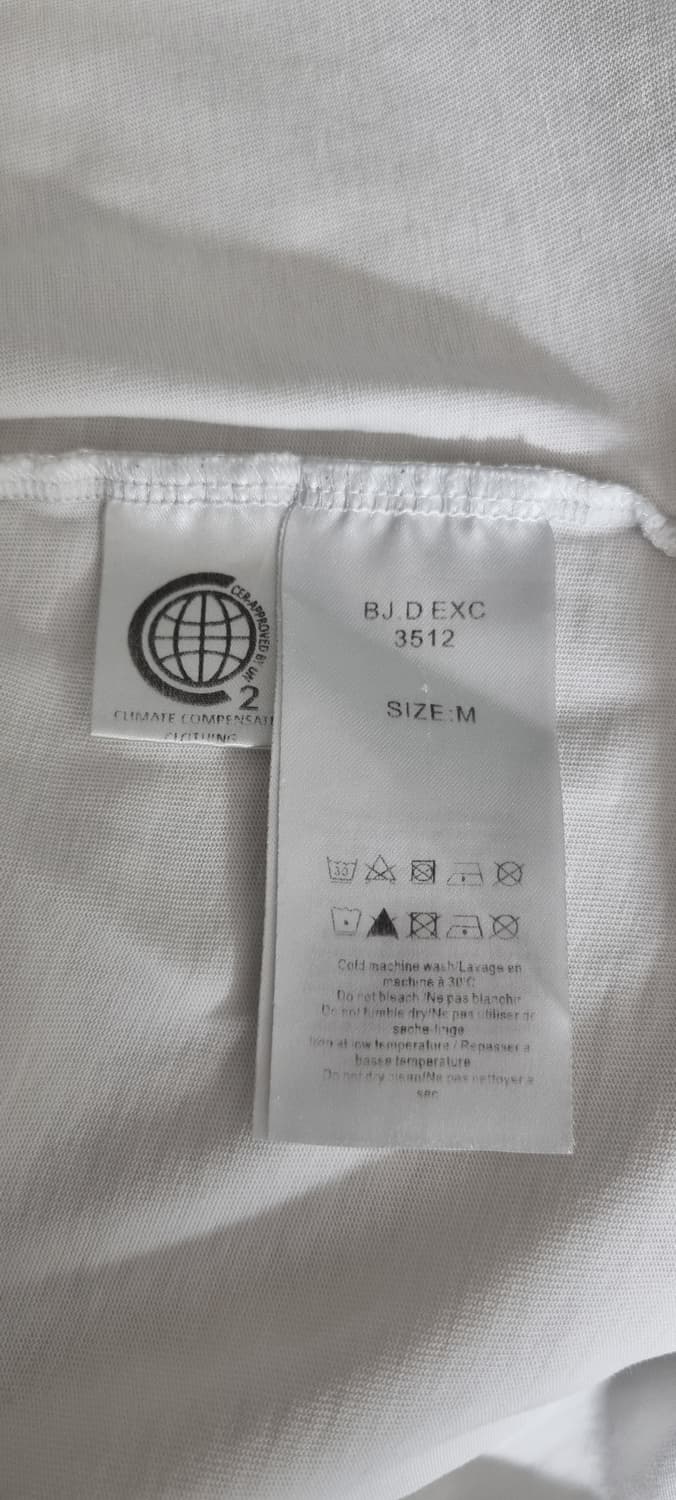 CER-APPROVED BY UN
2
CLIMATE COMPENSAT
CLOTHING
BJ.D EXC
3512
SIZE:M
Cold machine wash/Lavage en
machine à 30°C
Do not bleach /Ne pas blanchir
Do not tumble dry/Ne pas utiliser de
seche-linge
Iron at low temperature / Repasser a
basse temperature
Do not dry clean/Ne pas nettoyer a
sec